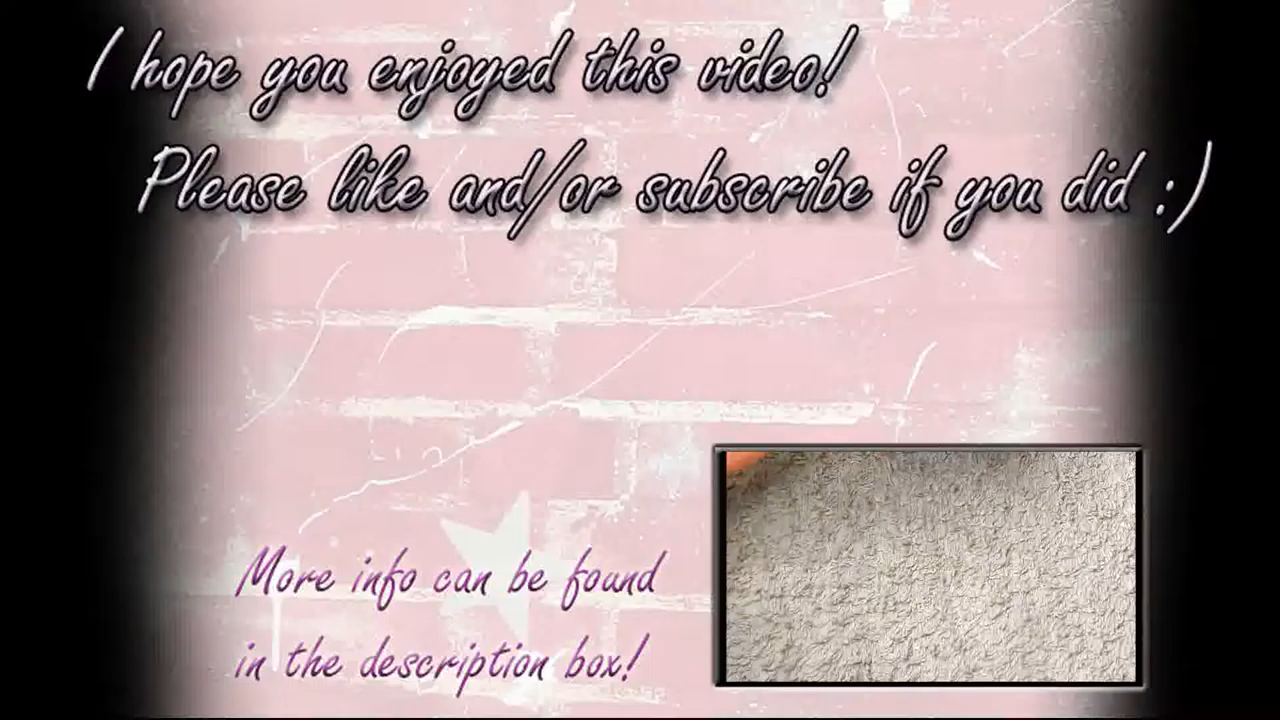 I hope you enjoyed this video!
Please like and/or subscribe if you did :)
More info can be found
in the description box!